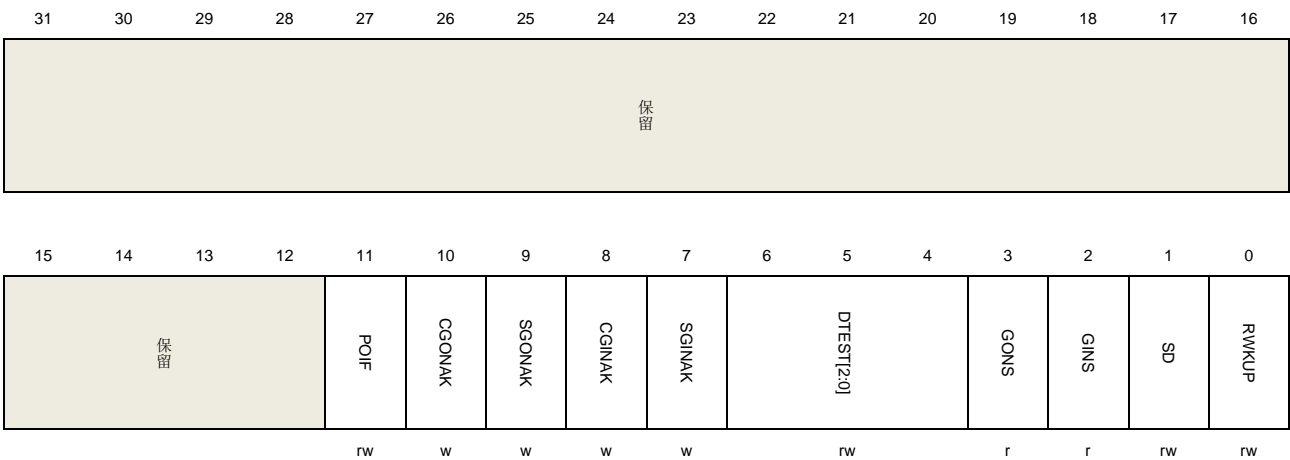 31 30 29 28 27 26 25 24 23 22 21 20 19 18 17 16
保留
15 14 13 12 11 10 9 8 7 6 5 4 3 2 1 0
保留 POIF CGONAK SGONAK CGINAK SGINAK DTEST[2:0] GONS GINS SD RWKUP
rw w w w w rw r r rw rw